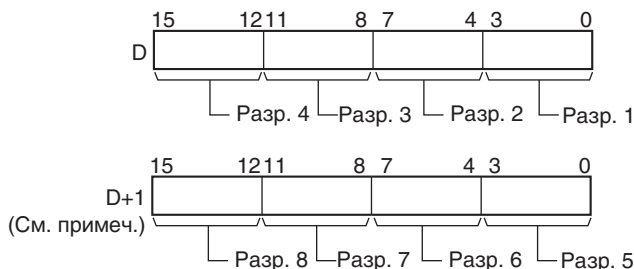 15 12 11 8 7 4 3 0
D
Разр. 4 Разр. 3 Разр. 2 Разр. 1
15 12 11 8 7 4 3 0
D+1
(См. примеч.)
Разр. 8 Разр. 7 Разр. 6 Разр. 5